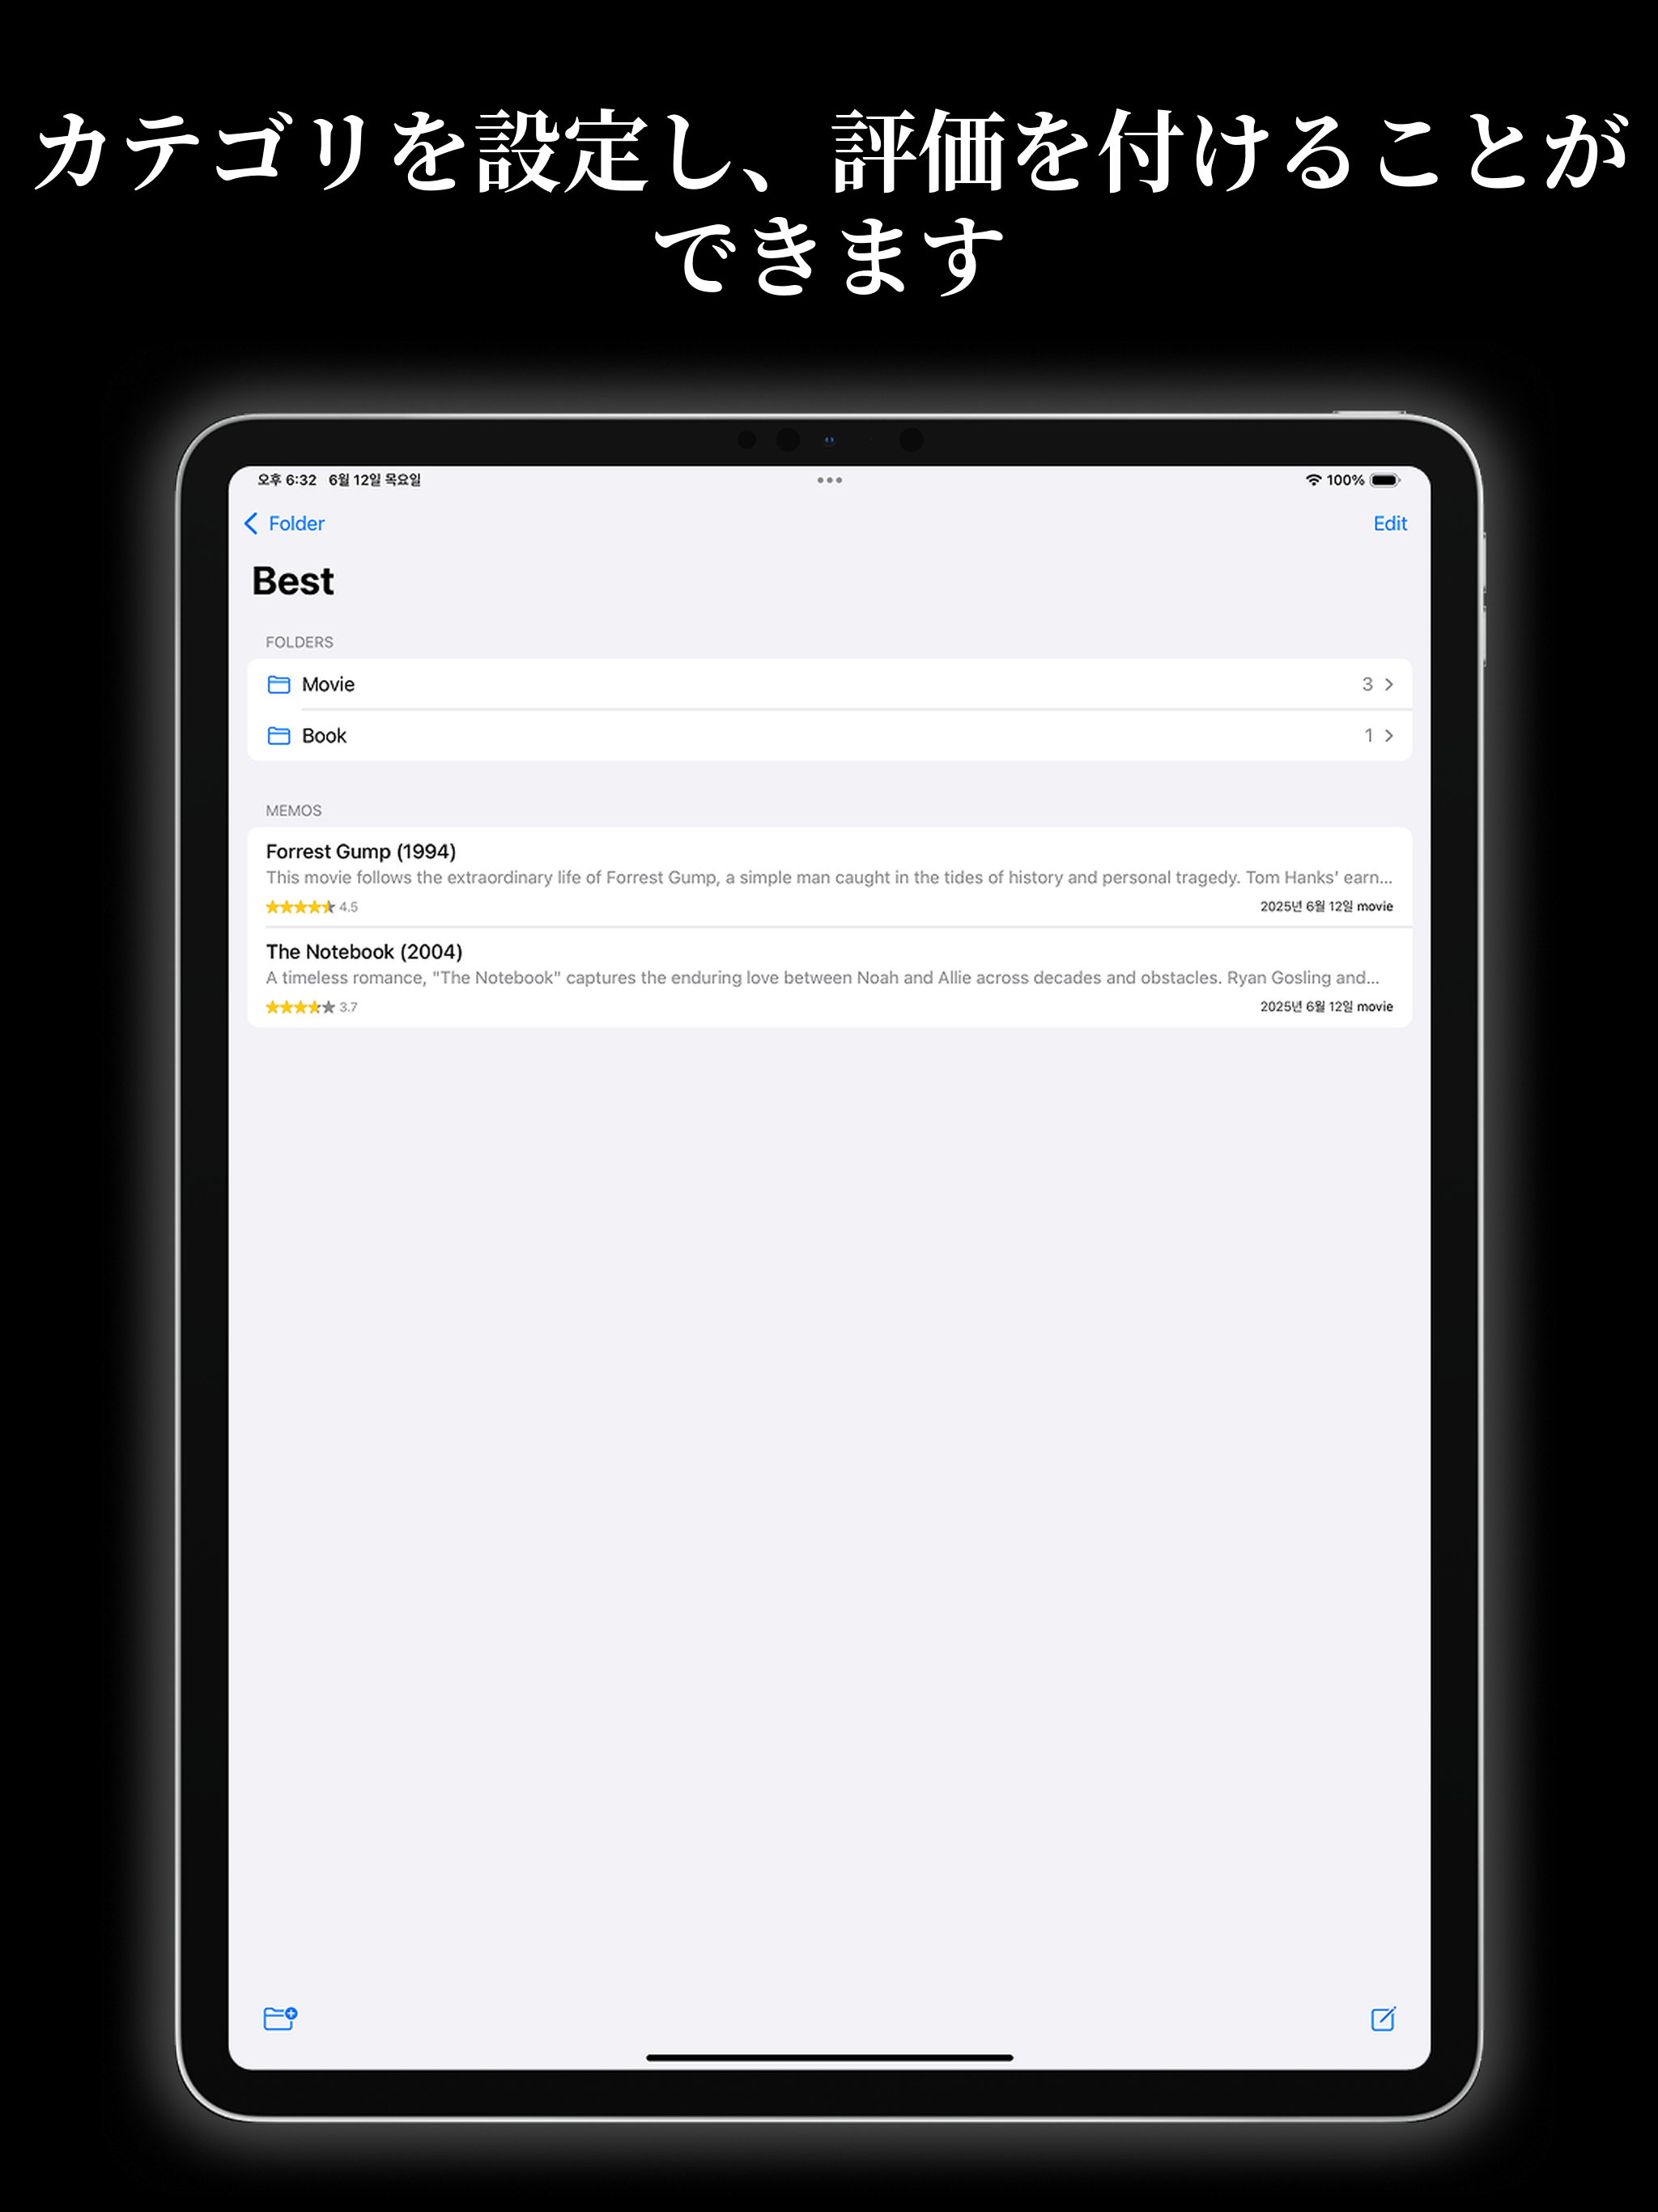 カテゴリを設定し、評価を付けることが
できます
오후 6:32 6월 12일 목요일
100%
Folder
Edit
Best
FOLDERS
Movie 3
Book 1
MEMOS
Forrest Gump (1994)
This movie follows the extraordinary life of Forrest Gump, a simple man caught in the tides of history and personal tragedy. Tom Hanks’ earn...
4.5 2025년 6월 12일 movie
The Notebook (2004)
A timeless romance, "The Notebook" captures the enduring love between Noah and Allie across decades and obstacles. Ryan Gosling and...
3.7 2025년 6월 12일 movie